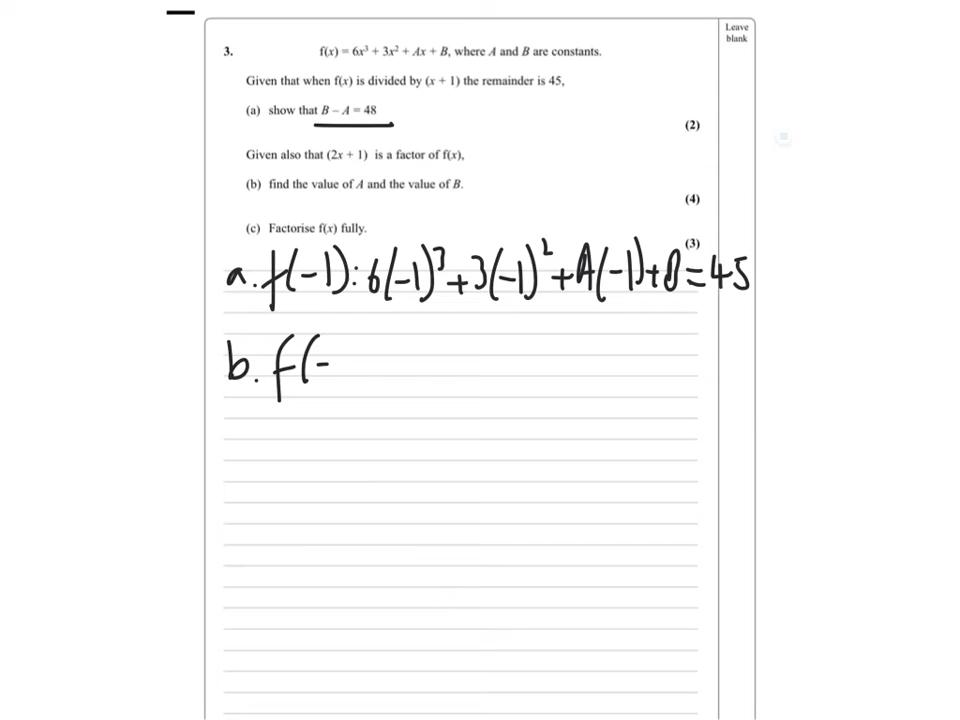 Leave
blank
3. f(x) = 6x³ + 3x² + Ax + B, where A and B are constants.
Given that when f(x) is divided by (x + 1) the remainder is 45,
(a) show that B – A = 48
(2)
Given also that (2x + 1) is a factor of f(x),
(b) find the value of A and the value of B.
(4)
(c) Factorise f(x) fully.
(3)
a. f(-1): 6(-1)³+3(-1)²+A(-1)+B=45
b. f(-